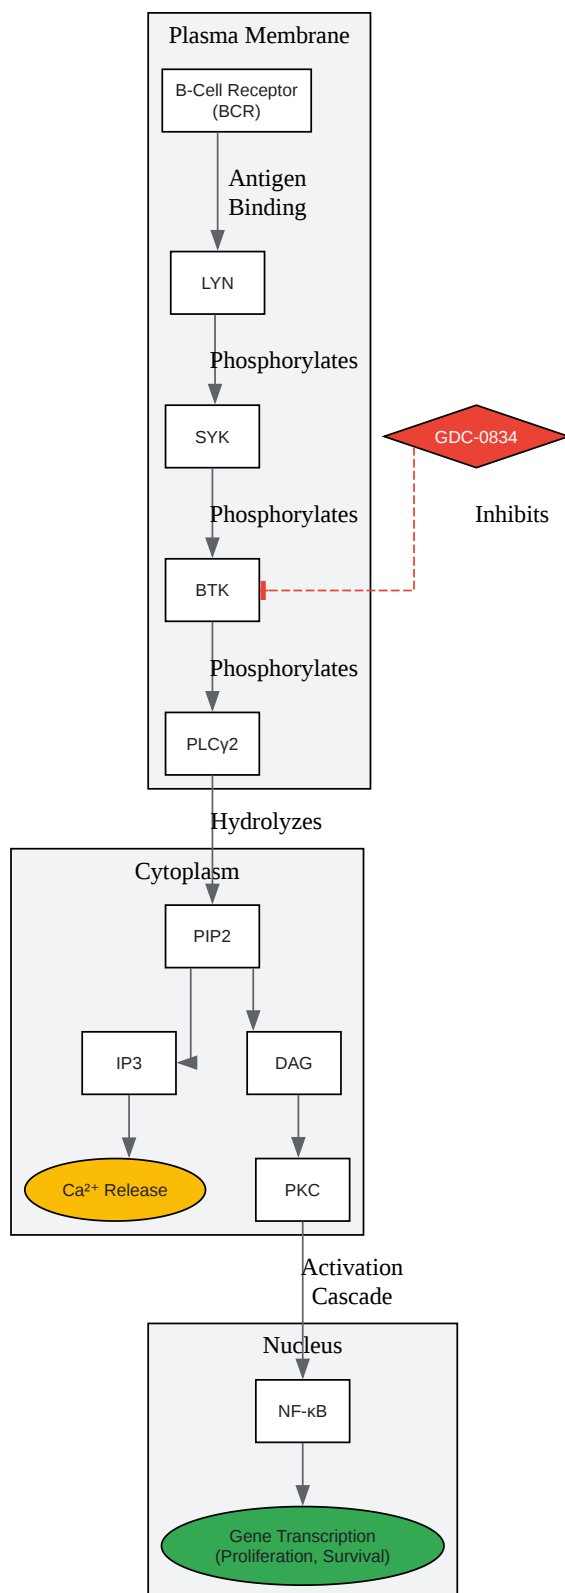 Plasma Membrane
B-Cell Receptor
(BCR)
Antigen
Binding
LYN
Phosphorylates
SYK
GDC-0834
Phosphorylates
Inhibits
BTK
Phosphorylates
PLCγ2
Hydrolyzes
Cytoplasm
PIP2
IP3
DAG
Ca²⁺ Release
PKC
Activation
Cascade
Nucleus
NF-κB
Gene Transcription
(Proliferation, Survival)